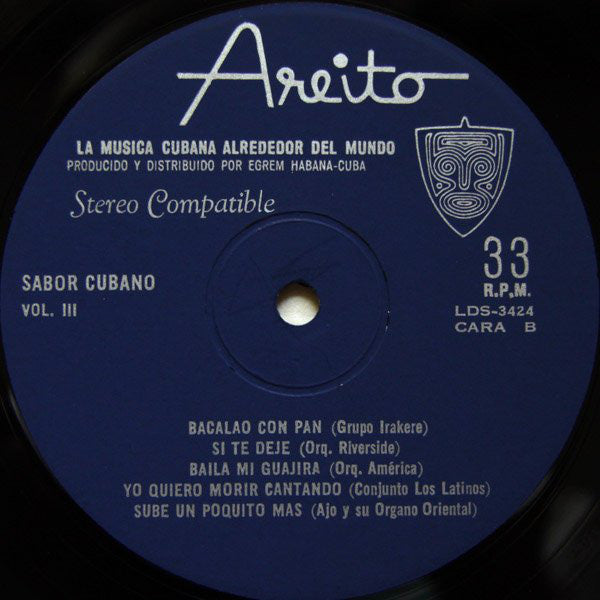 Areito
LA MUSICA CUBANA ALREDEDOR DEL MUNDO
PRODUCIDO Y DISTRIBUIDO POR EGREM HABANA-CUBA
Stereo Compatible
33
R.P.M.
SABOR CUBANO
VOL. III
LDS-3424
CARA B
BACALAO CON PAN (Grupo Irakere)
SI TE DEJE (Orq. Riverside)
BAILA MI GUAJIRA (Orq. América)
YO QUIERO MORIR CANTANDO (Conjunto Los Latinos)
SUBE UN POQUITO MAS (Ajo y su Organo Oriental)